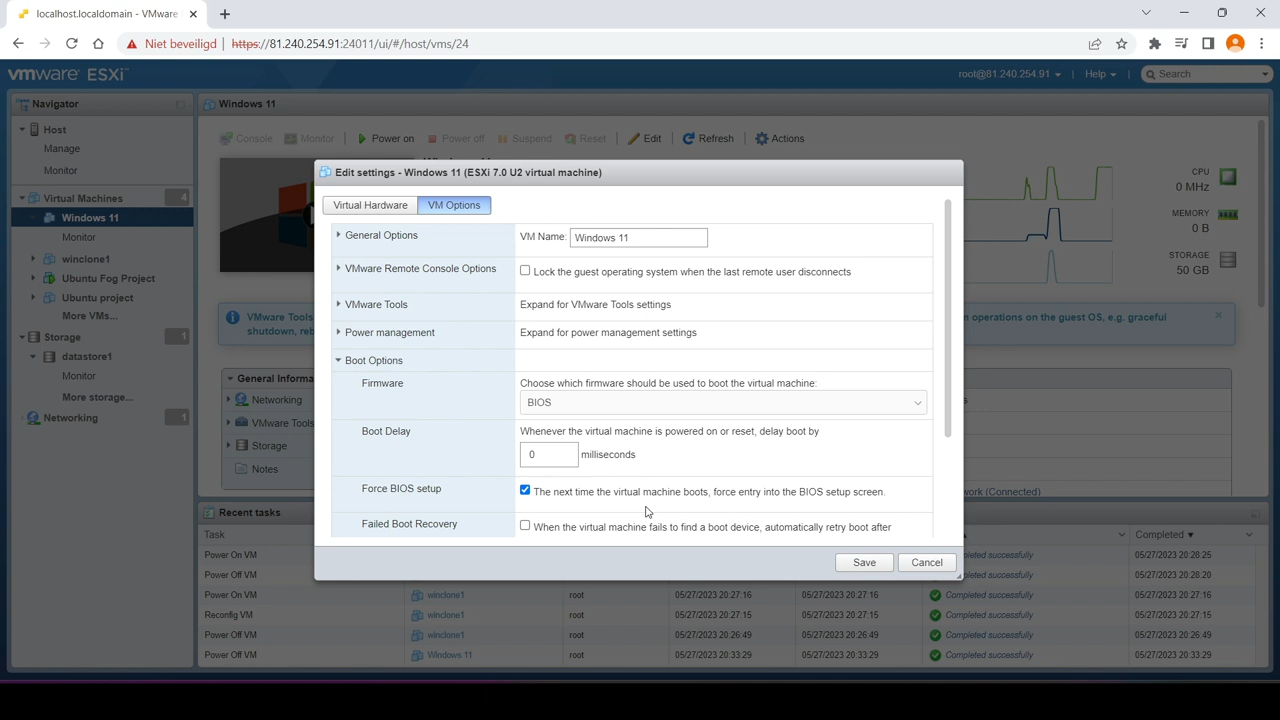 localhost.localdomain - VMware
Niet beveiligd | https://81.240.254.91:24011/ui/#/host/vms/24
vmware ESXi
root@81.240.254.91 | Help | Search
Navigator
Windows 11
Host
Manage
Monitor
Virtual Machines 4
Windows 11
Monitor
winclone1
Ubuntu Fog Project
Ubuntu project
More VMs...
Storage 1
datastore1
Monitor
More storage...
Networking 1
Console Monitor | Power on Power off Suspend Reset | Edit | Refresh | Actions
CPU
0 MHz
MEMORY
0 B
STORAGE
50 GB
VMware Tools
shutdown, reb
n operations on the guest OS, e.g. graceful
General Informa
Networking
VMware Tools
Storage
Notes
work (Connected)
Edit settings - Windows 11 (ESXi 7.0 U2 virtual machine)
Virtual Hardware VM Options
General Options VM Name: Windows 11
VMware Remote Console Options Lock the guest operating system when the last remote user disconnects
VMware Tools Expand for VMware Tools settings
Power management Expand for power management settings
Boot Options
Firmware Choose which firmware should be used to boot the virtual machine:
BIOS
Boot Delay Whenever the virtual machine is powered on or reset, delay boot by
0 milliseconds
Force BIOS setup The next time the virtual machine boots, force entry into the BIOS setup screen.
Failed Boot Recovery When the virtual machine fails to find a boot device, automatically retry boot after
Save Cancel
Recent tasks
Task Completed
Power On VM pleted successfully 05/27/2023 20:28:25
Power Off VM pleted successfully 05/27/2023 20:28:20
Power On VM winclone1 root 05/27/2023 20:27:16 05/27/2023 20:27:16 Completed successfully 05/27/2023 20:27:16
Reconfig VM winclone1 root 05/27/2023 20:27:15 05/27/2023 20:27:15 Completed successfully 05/27/2023 20:27:15
Power Off VM winclone1 root 05/27/2023 20:26:49 05/27/2023 20:26:49 Completed successfully 05/27/2023 20:26:49
Power Off VM Windows 11 root 05/27/2023 20:33:29 05/27/2023 20:33:29 Completed successfully 05/27/2023 20:33:29